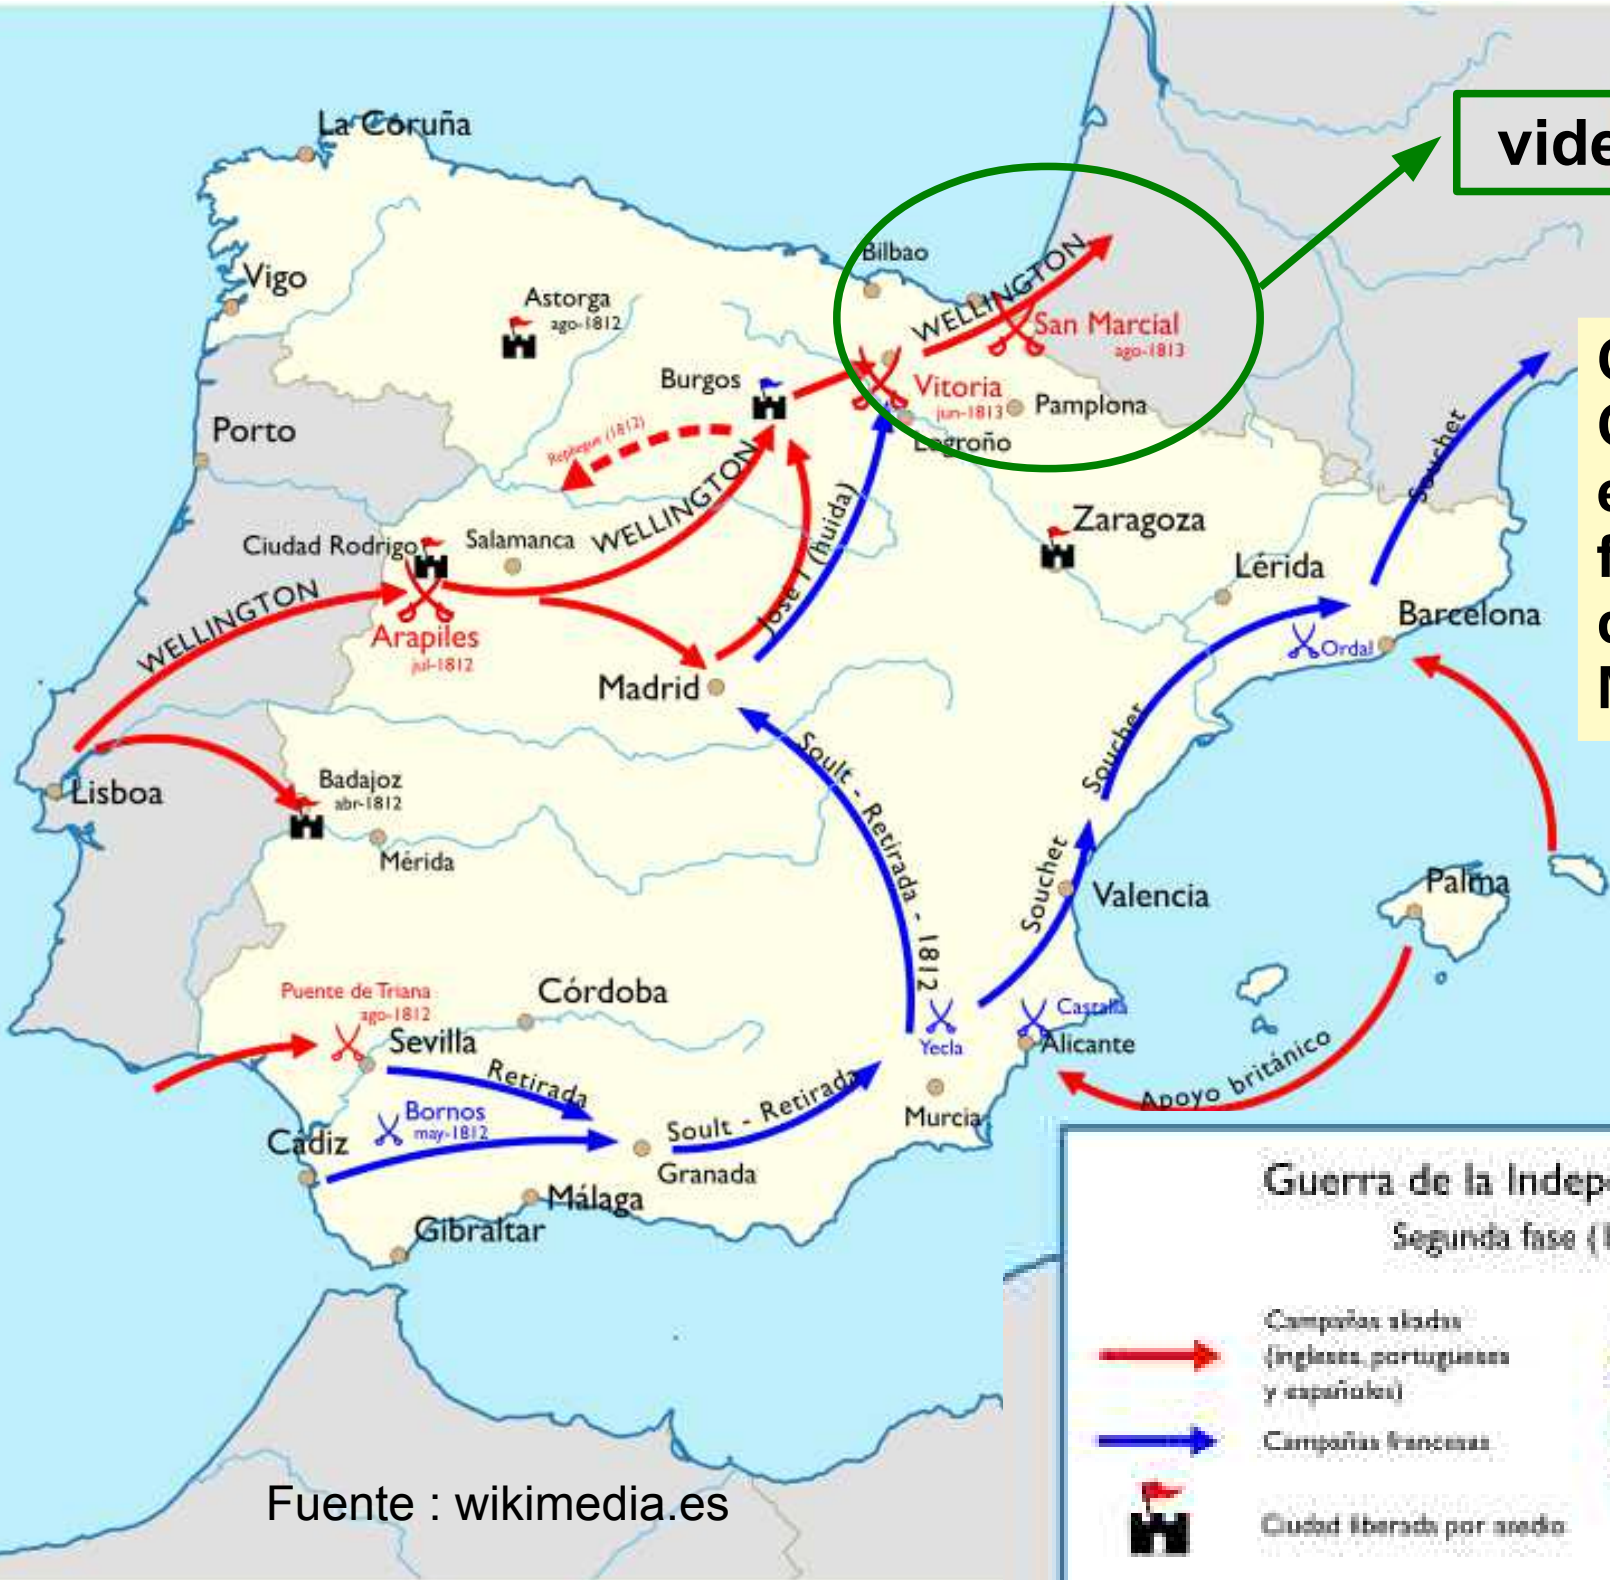 La Coruña
vide
Bilbao
WELLINGTON
Vigo
Astorga
ago-1812
San Marcial
ago-1813
Burgos
Vitoria
jun-1813
Pamplona
Porto
Logroño
Repliegue (1812)
WELLINGTON
José I (huida)
Souchet
Zaragoza
Ciudad Rodrigo
Salamanca
Lérida
WELLINGTON
Arapiles
jul-1812
Barcelona
Ordal
Madrid
Soult - Retirada - 1812
Souchet
Lisboa
Badajoz
abr-1812
Mérida
Souchet
Valencia
Palma
Puente de Triana
ago-1812
Córdoba
Sevilla
Castalla
Yecla
Alicante
Retirada
Apoyo británico
Bornos
may-1812
Soult - Retirada
Murcia
Cádiz
Granada
Málaga
Gibraltar
Guerra de la Indep
Segunda fase (1
Campañas aliadas
(ingleses, portugueses
y españoles)
Campañas francesas
Ciudad liberada por asedio
Fuente : wikimedia.es